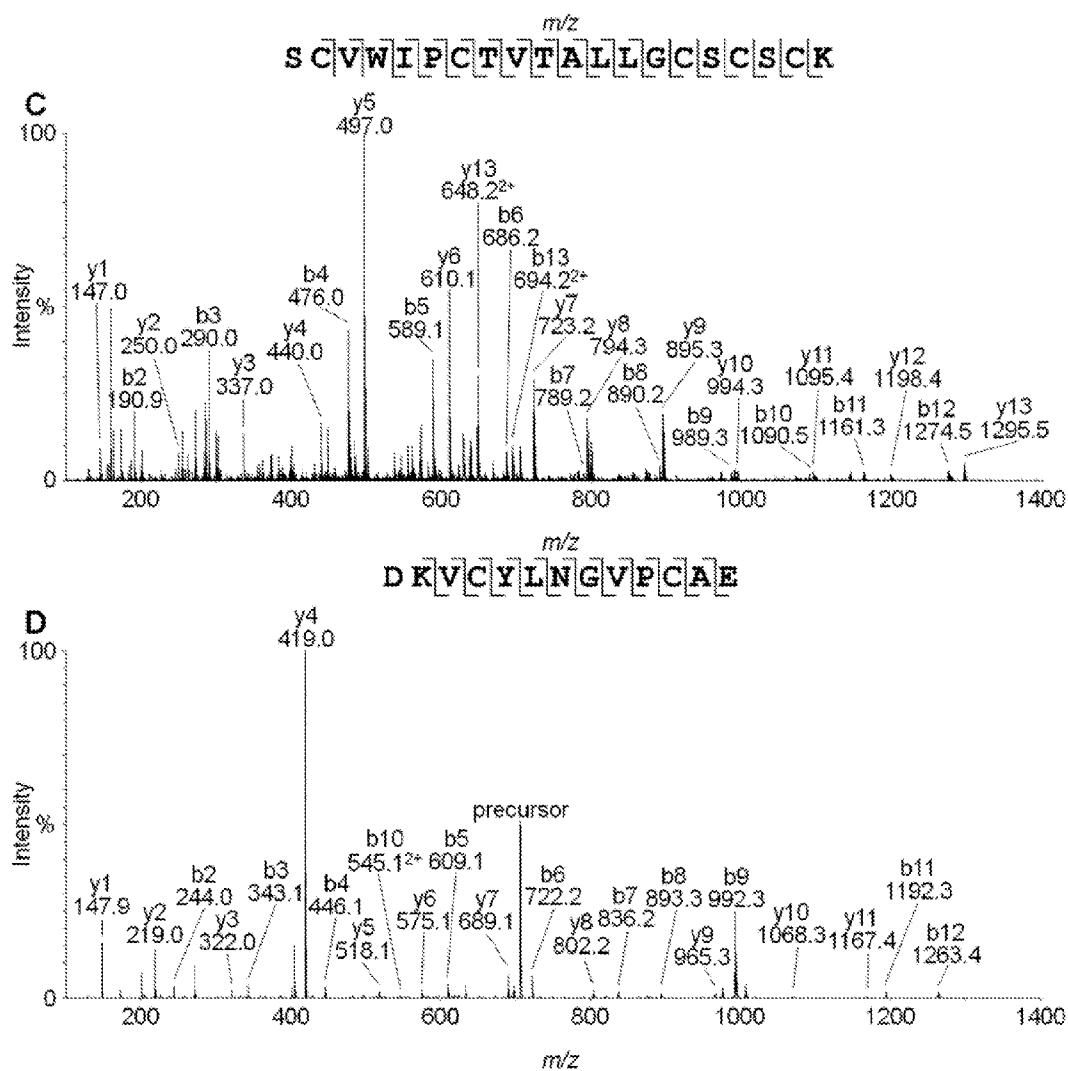 m/z
SCVWIPCTVTALLGCSCSCK
C
100
y5
497.0
y13
648.2²⁺
b6
686.2
y1
147.0
y6
610.1
b13
694.2²⁺
b4
476.0
y7
723.2
y2
250.0
b3
290.0
b5
589.1
y4
440.0
y8
794.3
y9
895.3
y10
994.3
y11
1095.4
y12
1198.4
b2
190.9
y3
337.0
b7
789.2
b8
890.2
b9
989.3
b10
1090.5
b11
1161.3
b12
1274.5
y13
1295.5
Intensity
%
0
200 400 600 800 1000 1200 1400
m/z
DKVCYLNGVPCAE
D
100
y4
419.0
precursor
b10
545.1²⁺
b5
609.1
y1
147.9
y2
219.0
b2
244.0
y3
322.0
b3
343.1
b4
446.1
y5
518.1
y6
575.1
y7
689.1
b6
722.2
y8
802.2
b7
836.2
b8
893.3
b9
992.3
y9
965.3
y10
1068.3
y11
1167.4
b11
1192.3
b12
1263.4
Intensity
%
0
200 400 600 800 1000 1200 1400
m/z